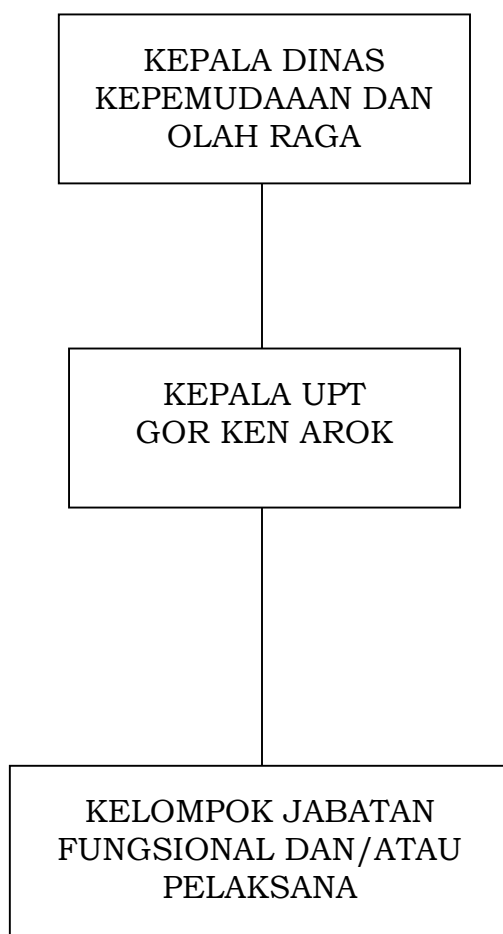 KEPALA DINAS
KEPEMUDAAAN DAN
OLAH RAGA
KEPALA UPT
GOR KEN AROK
KELOMPOK JABATAN
FUNGSIONAL DAN/ATAU
PELAKSANA